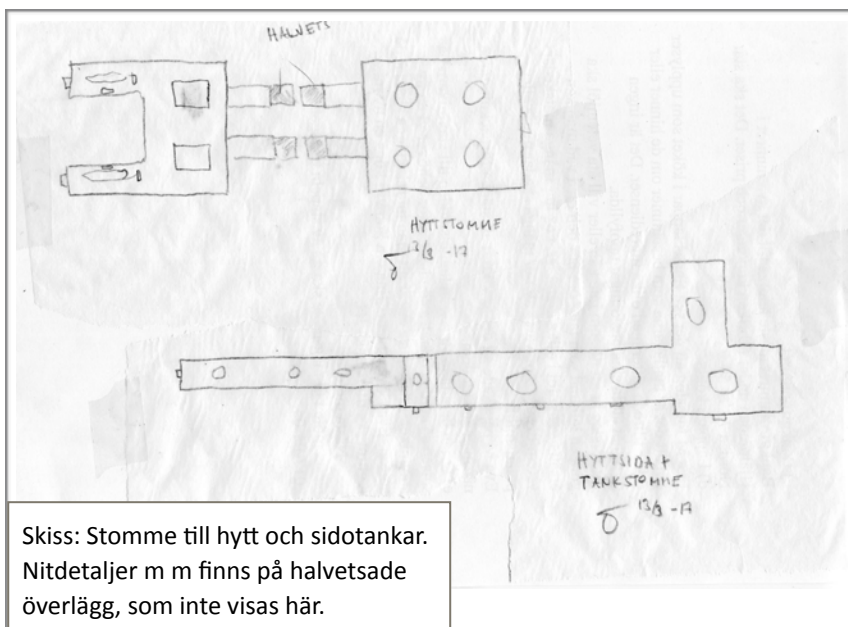 HALVETS
HYTTSTOMME
13/8 -17
HYTTSIDA +
TANKSTOMME
13/8 -17
Skiss: Stomme till hytt och sidotankar.
Nitdetaljer m m finns på halvetsade
överlägg, som inte visas här.